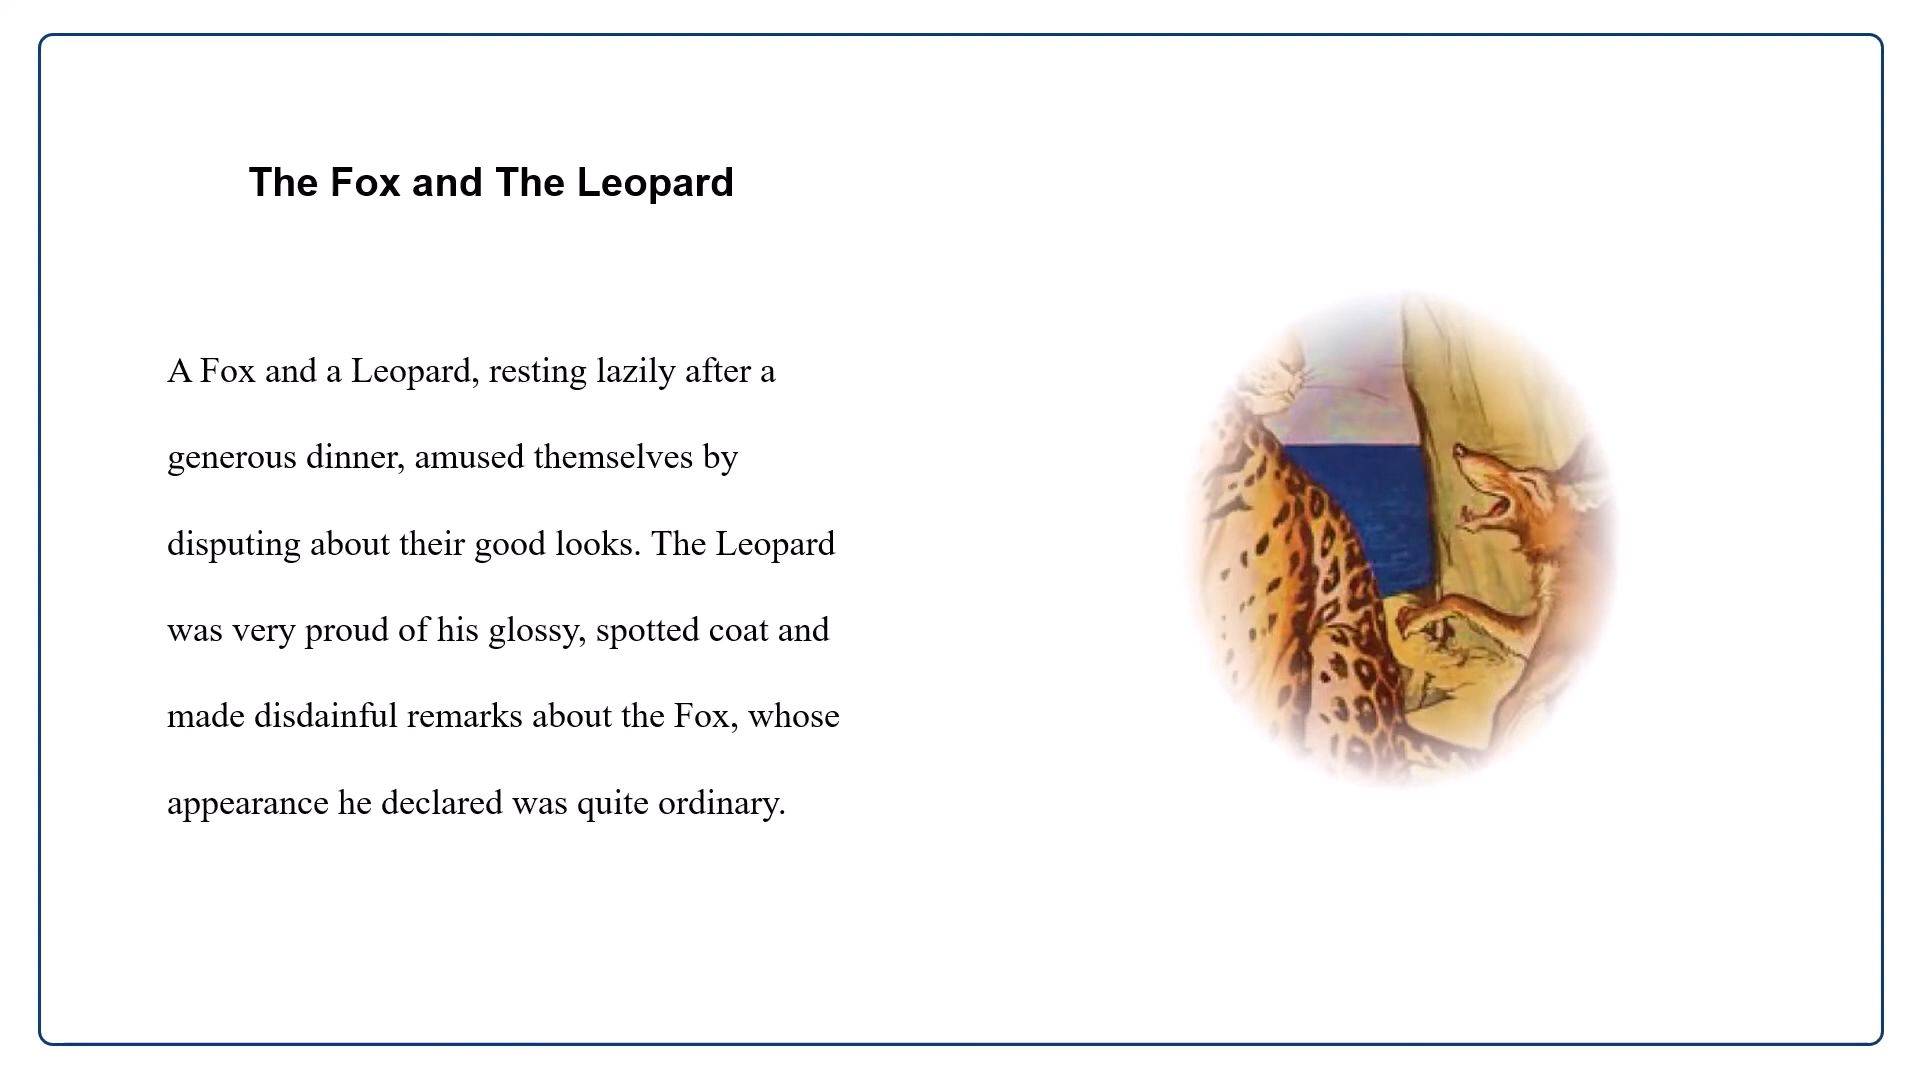 The Fox and The Leopard
A Fox and a Leopard, resting lazily after a
generous dinner, amused themselves by
disputing about their good looks. The Leopard
was very proud of his glossy, spotted coat and
made disdainful remarks about the Fox, whose
appearance he declared was quite ordinary.